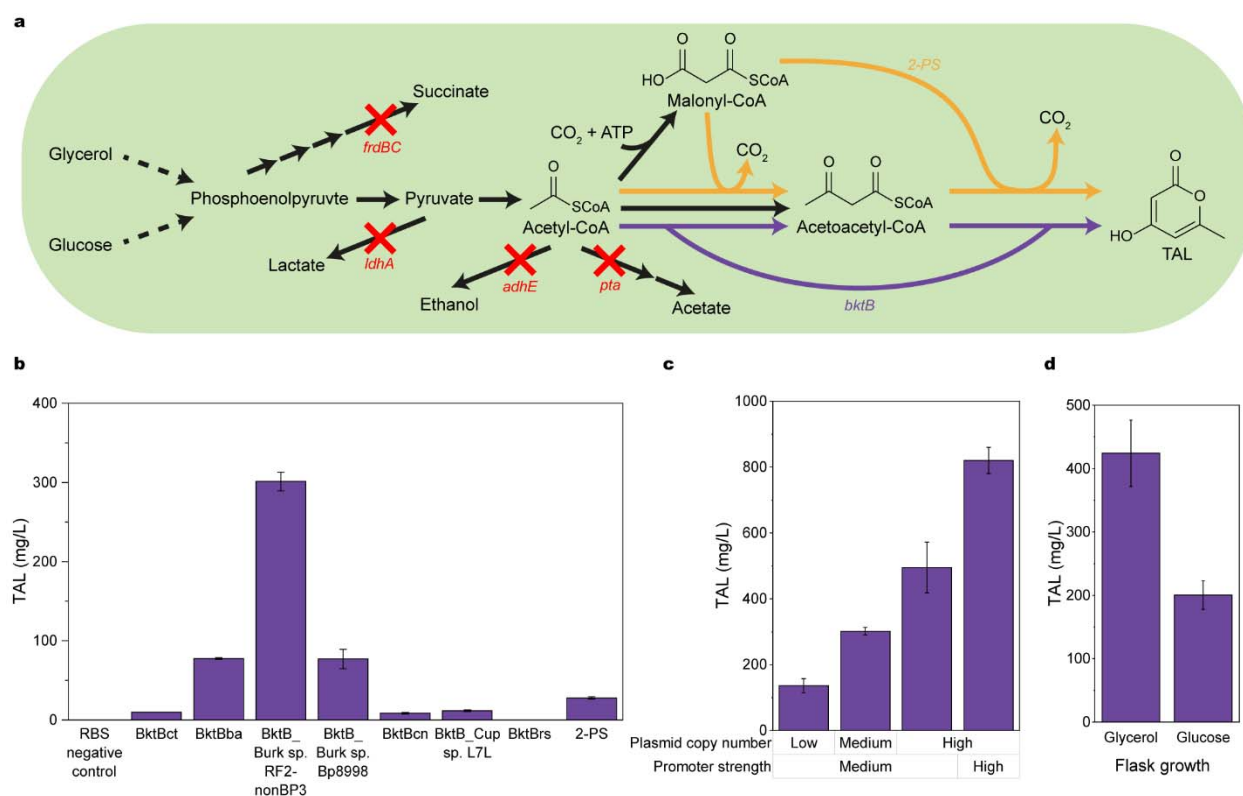 a
Succinate
frdBC
Glycerol
Phosphoenolpyruvte
Pyruvate
Glucose
Lactate
ldhA
Ethanol
adhE
pta
Acetate
O
SCoA
Acetyl-CoA
CO2 + ATP
O O
HO SCoA
Malonyl-CoA
CO2
2-PS
CO2
O O
SCoA
Acetoacetyl-CoA
bktB
O
O
HO
TAL
b
TAL (mg/L)
400
300
200
100
0
RBS negative control
BktBct
BktBba
BktB_ Burk sp. RF2-nonBP3
BktB_ Burk sp. Bp8998
BktBcn
BktB_Cup sp. L7L
BktBrs
2-PS
c
TAL (mg/L)
1000
800
600
400
200
0
Plasmid copy number Low Medium High
Promoter strength Medium High
d
TAL (mg/L)
500
400
300
200
100
0
Glycerol Glucose
Flask growth